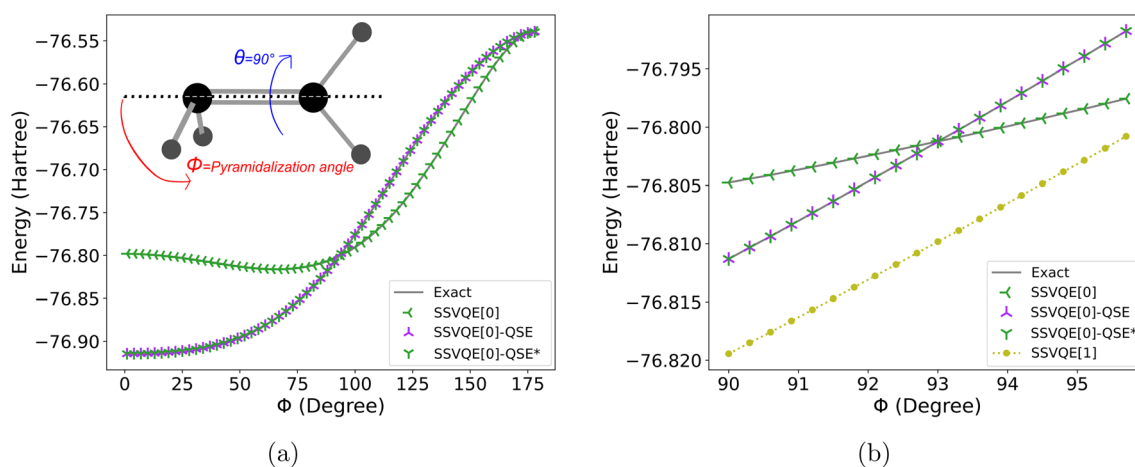 θ=90°
Φ=Pyramidalization angle
Energy (Hartree)
−76.55
−76.60
−76.65
−76.70
−76.75
−76.80
−76.85
−76.90
0 25 50 75 100 125 150 175
Φ (Degree)
Exact
SSVQE[0]
SSVQE[0]-QSE
SSVQE[0]-QSE*
(a)
Energy (Hartree)
−76.795
−76.800
−76.805
−76.810
−76.815
−76.820
90 91 92 93 94 95
Φ (Degree)
Exact
SSVQE[0]
SSVQE[0]-QSE
SSVQE[0]-QSE*
SSVQE[1]
(b)